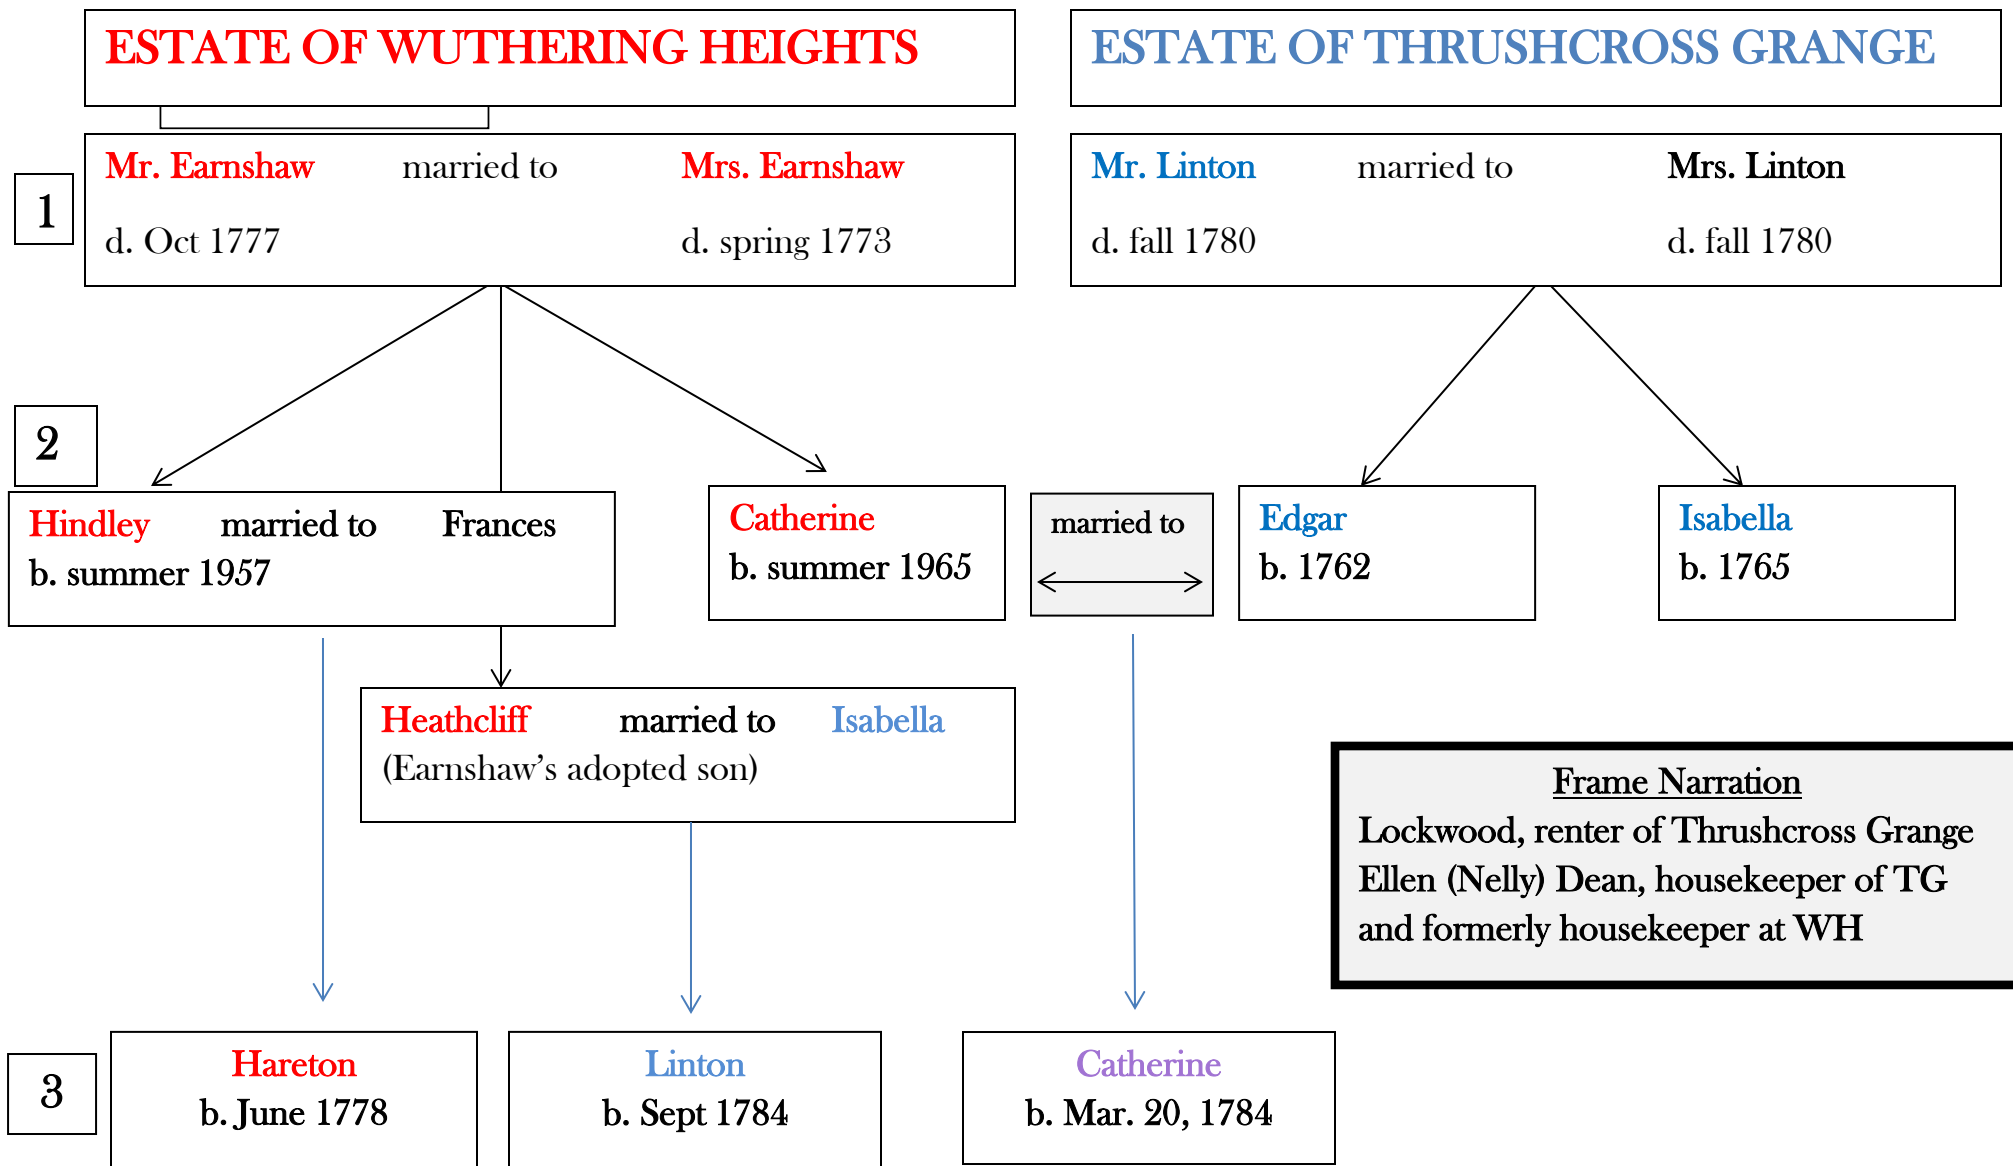 ESTATE OF WUTHERING HEIGHTS
ESTATE OF THRUSHCROSS GRANGE
1
Mr. Earnshaw married to Mrs. Earnshaw
d. Oct 1777 d. spring 1773
Mr. Linton married to Mrs. Linton
d. fall 1780 d. fall 1780
2
Hindley married to Frances
b. summer 1957
Catherine
b. summer 1965
married to
Edgar
b. 1762
Isabella
b. 1765
Heathcliff married to Isabella
(Earnshaw’s adopted son)
Frame Narration
Lockwood, renter of Thrushcross Grange
Ellen (Nelly) Dean, housekeeper of TG
and formerly housekeeper at WH
3
Hareton
b. June 1778
Linton
b. Sept 1784
Catherine
b. Mar. 20, 1784